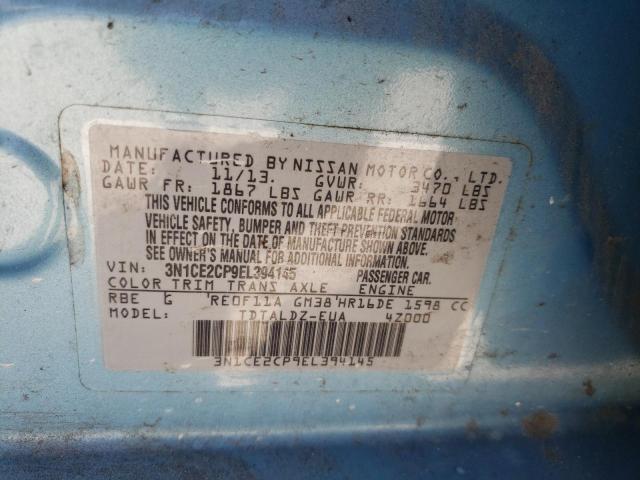 MANUFACTURED BY NISSAN MOTOR CO., LTD.
DATE: 11/13. GVWR: 3470 LBS
GAWR FR: 1867 LBS GAWR RR: 1664 LBS
THIS VEHICLE CONFORMS TO ALL APPLICABLE FEDERAL MOTOR
VEHICLE SAFETY, BUMPER AND THEFT PREVENTION STANDARDS
IN EFFECT ON THE DATE OF MANUFACTURE SHOWN ABOVE.
SEE OWNER'S MANUAL FOR ADDITIONAL INFORMATION.
VIN: 3N1CE2CP9EL394145 PASSENGER CAR.
COLOR TRIM TRANS AXLE ENGINE
RBE G RE0F11A GM38 HR16DE 1598 CC
MODEL: TDTALDZ-EUA 4Z000
3N1CE2CP9EL394145